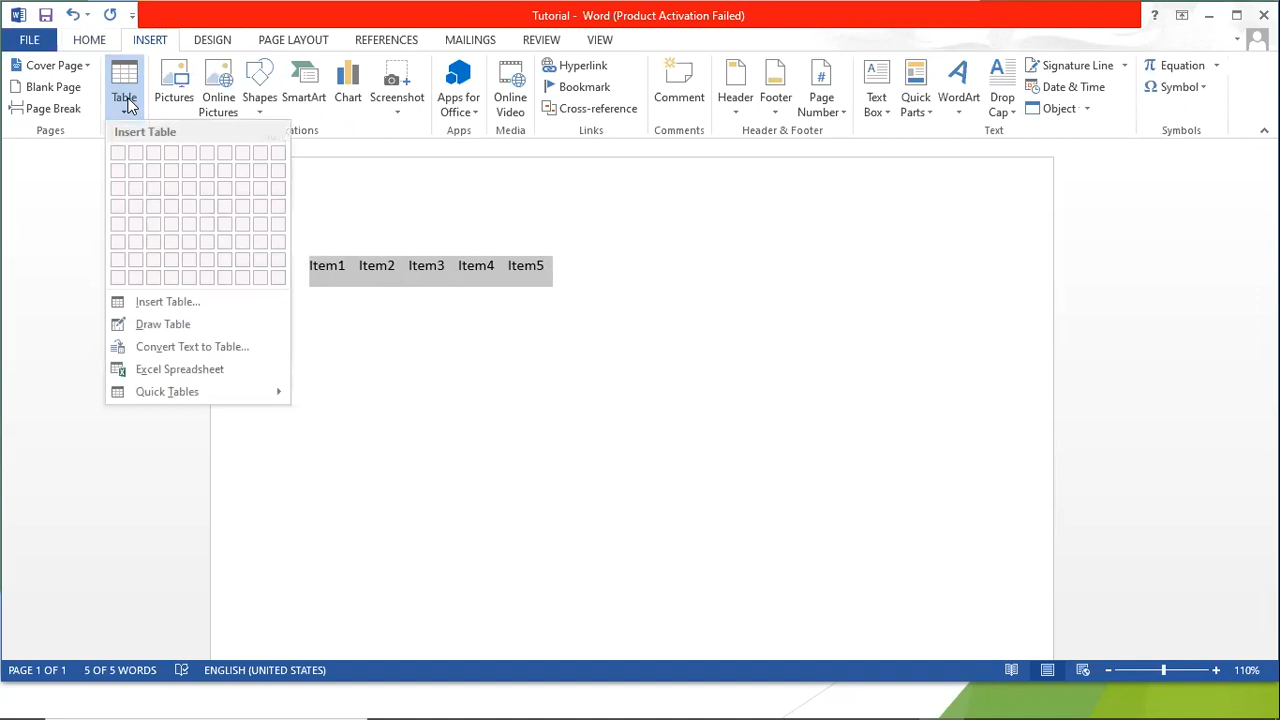 Tutorial - Word (Product Activation Failed)
FILE HOME INSERT DESIGN PAGE LAYOUT REFERENCES MAILINGS REVIEW VIEW
Cover Page
Blank Page
Page Break
Pages
Table
Pictures
Online Pictures
Shapes
SmartArt
Chart
Screenshot
ations
Apps for Office
Apps
Online Video
Media
Hyperlink
Bookmark
Cross-reference
Links
Comment
Comments
Header
Footer
Page Number
Header & Footer
Text Box
Quick Parts
WordArt
Drop Cap
Signature Line
Date & Time
Object
Text
Equation
Symbol
Symbols
Insert Table
Insert Table...
Draw Table
Convert Text to Table...
Excel Spreadsheet
Quick Tables
Item1 Item2 Item3 Item4 Item5
PAGE 1 OF 1 5 OF 5 WORDS ENGLISH (UNITED STATES) 110%